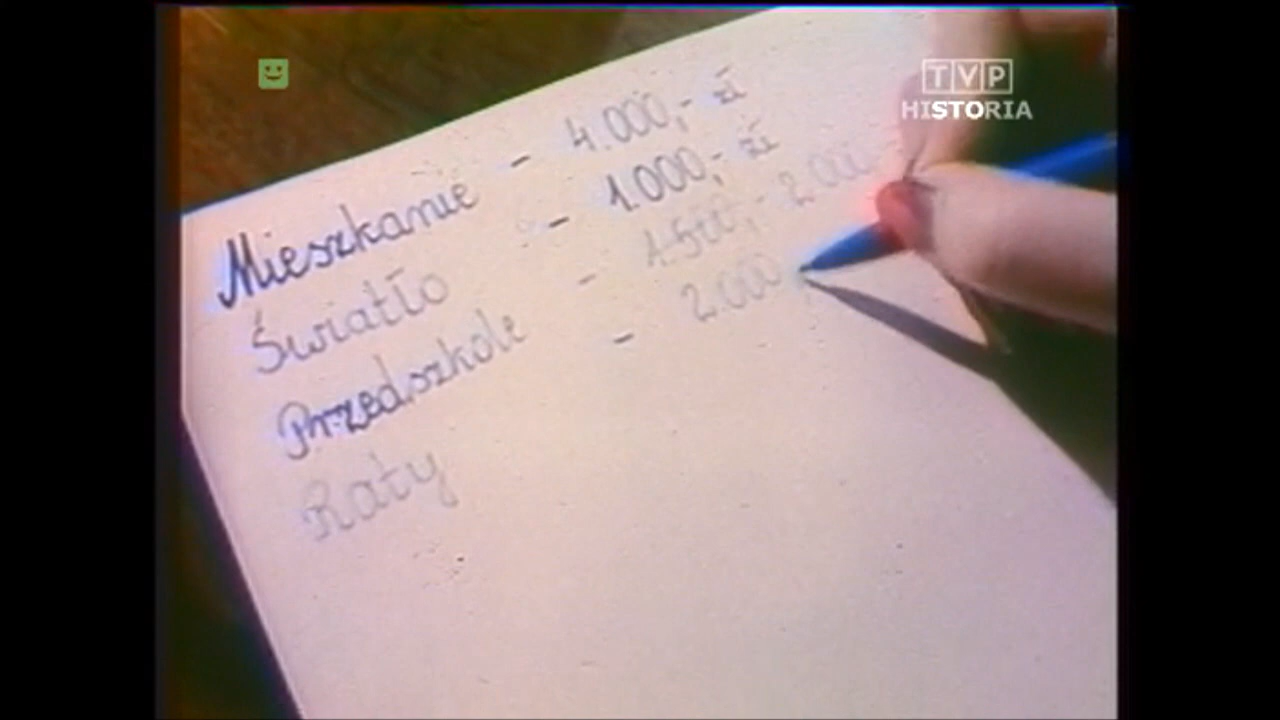 TVP
HISTORIA
Mieszkanie - 4.000,- zł
Światło - 1.000,- zł
Przedszkole - 1.500,- 2.000
Raty - 2.000